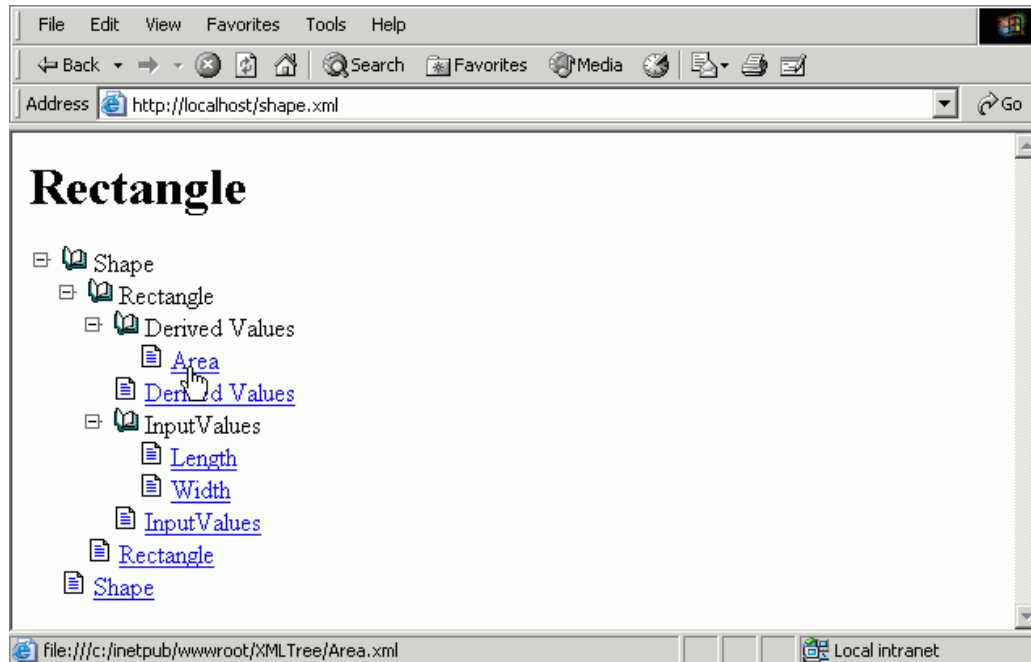 File Edit View Favorites Tools Help
Back Search Favorites Media
Address http://localhost/shape.xml Go
Rectangle
Shape
Rectangle
Derived Values
Area
Derived Values
InputValues
Length
Width
InputValues
Rectangle
Shape
file:///c:/inetpub/wwwroot/XMLTree/Area.xml Local intranet